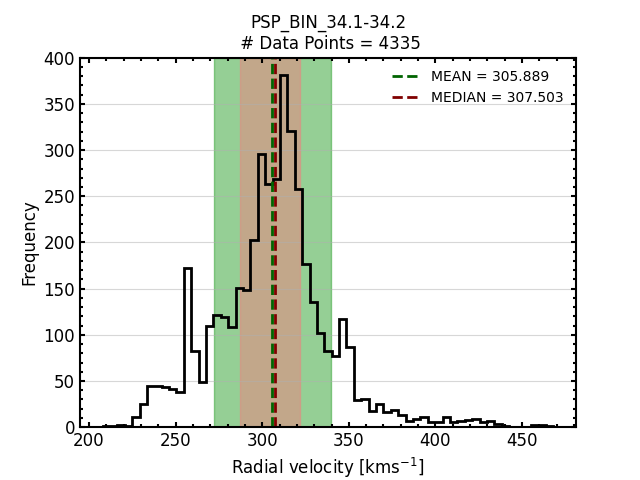 PSP_BIN_34.1-34.2
# Data Points = 4335
MEAN = 305.889
MEDIAN = 307.503
Frequency
400
350
300
250
200
150
100
50
0
200 250 300 350 400 450
Radial velocity [kms⁻¹]